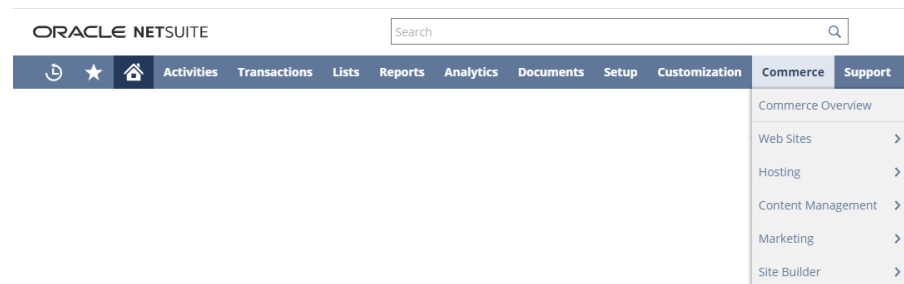 ORACLE NETSUITE
Search
Activities Transactions Lists Reports Analytics Documents Setup Customization Commerce Support
Commerce Overview
Web Sites
Hosting
Content Management
Marketing
Site Builder